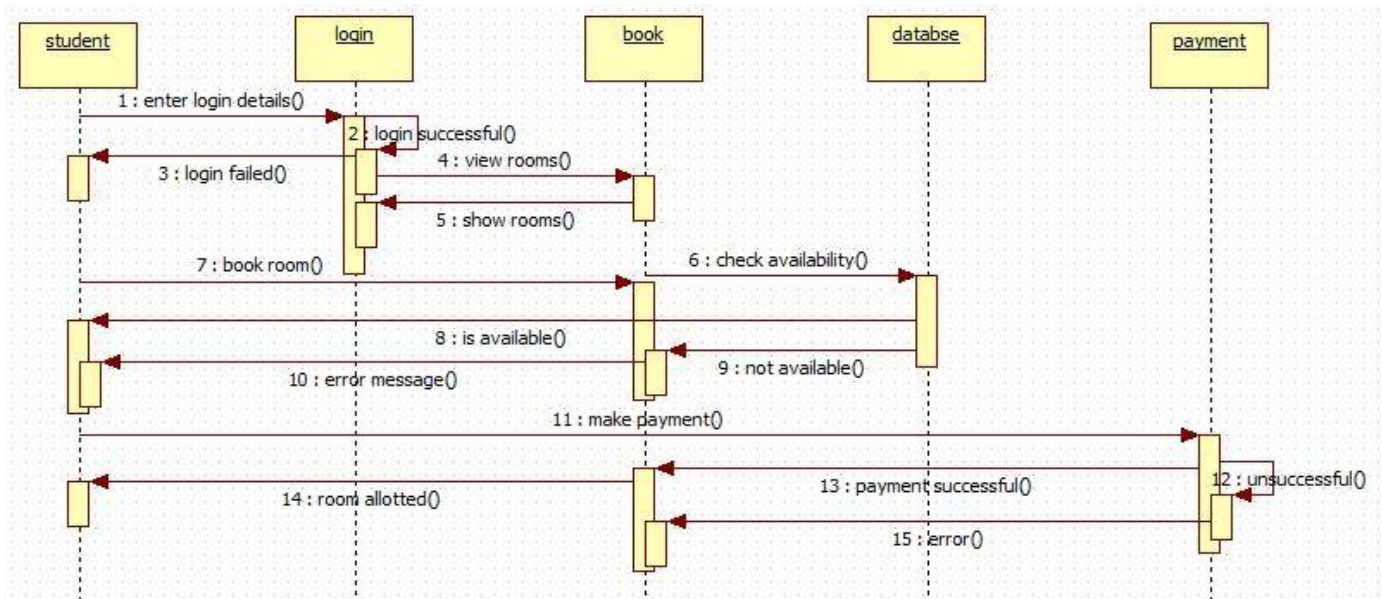 student
login
book
databse
payment
1 : enter login details()
2 : login successful()
3 : login failed()
4 : view rooms()
5 : show rooms()
6 : check availability()
7 : book room()
8 : is available()
9 : not available()
10 : error message()
11 : make payment()
12 : unsuccessful()
13 : payment successful()
14 : room allotted()
15 : error()